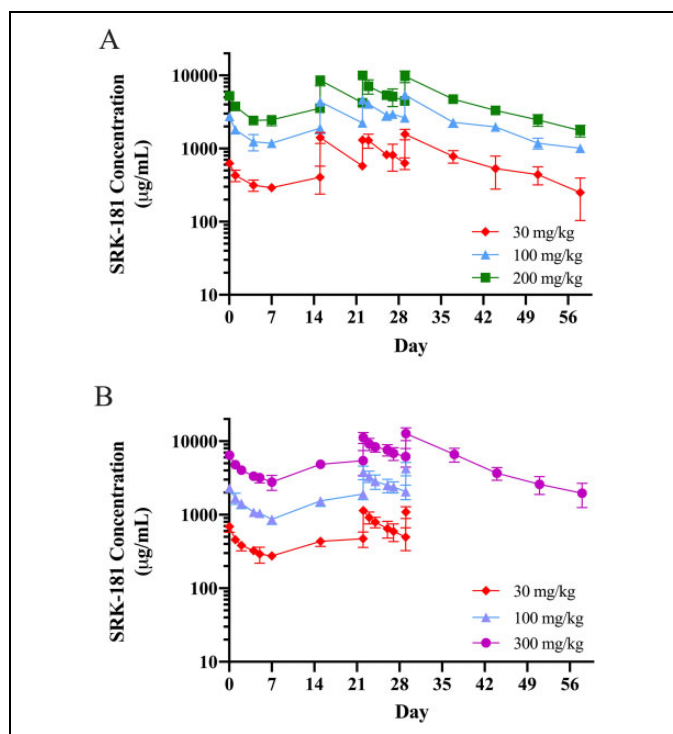 A
SRK-181 Concentration
(µg/mL)
10000
1000
100
10
30 mg/kg
100 mg/kg
200 mg/kg
0 7 14 21 28 35 42 49 56
Day
B
SRK-181 Concentration
(µg/mL)
10000
1000
100
10
30 mg/kg
100 mg/kg
300 mg/kg
0 7 14 21 28 35 42 49 56
Day